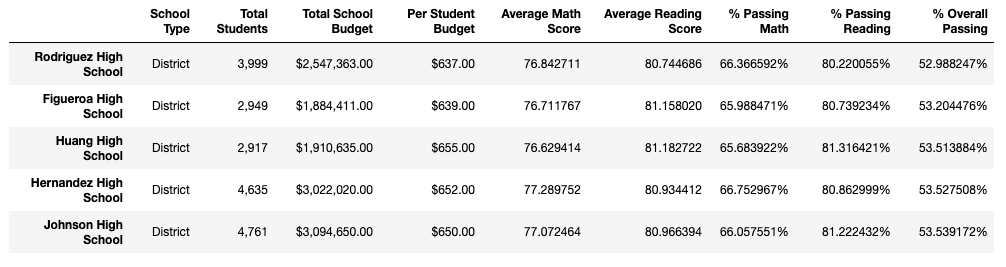 School Type Total Students Total School Budget Per Student Budget Average Math Score Average Reading Score % Passing Math % Passing Reading % Overall Passing
Rodriguez High School District 3,999 $2,547,363.00 $637.00 76.842711 80.744686 66.366592% 80.220055% 52.988247%
Figueroa High School District 2,949 $1,884,411.00 $639.00 76.711767 81.158020 65.988471% 80.739234% 53.204476%
Huang High School District 2,917 $1,910,635.00 $655.00 76.629414 81.182722 65.683922% 81.316421% 53.513884%
Hernandez High School District 4,635 $3,022,020.00 $652.00 77.289752 80.934412 66.752967% 80.862999% 53.527508%
Johnson High School District 4,761 $3,094,650.00 $650.00 77.072464 80.966394 66.057551% 81.222432% 53.539172%